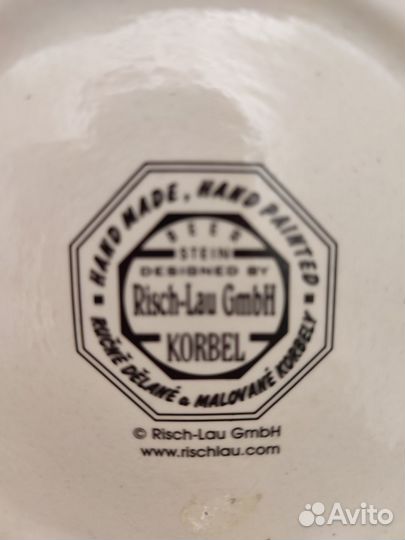 HAND MADE, HAND PAINTED
BEER
STEIN
DESIGNED BY
Risch-Lau GmbH
KORBEL
RUČNĚ DĚLANÉ a MALOVANÉ KORBELY
© Risch-Lau GmbH
www.rischlau.com
Avito